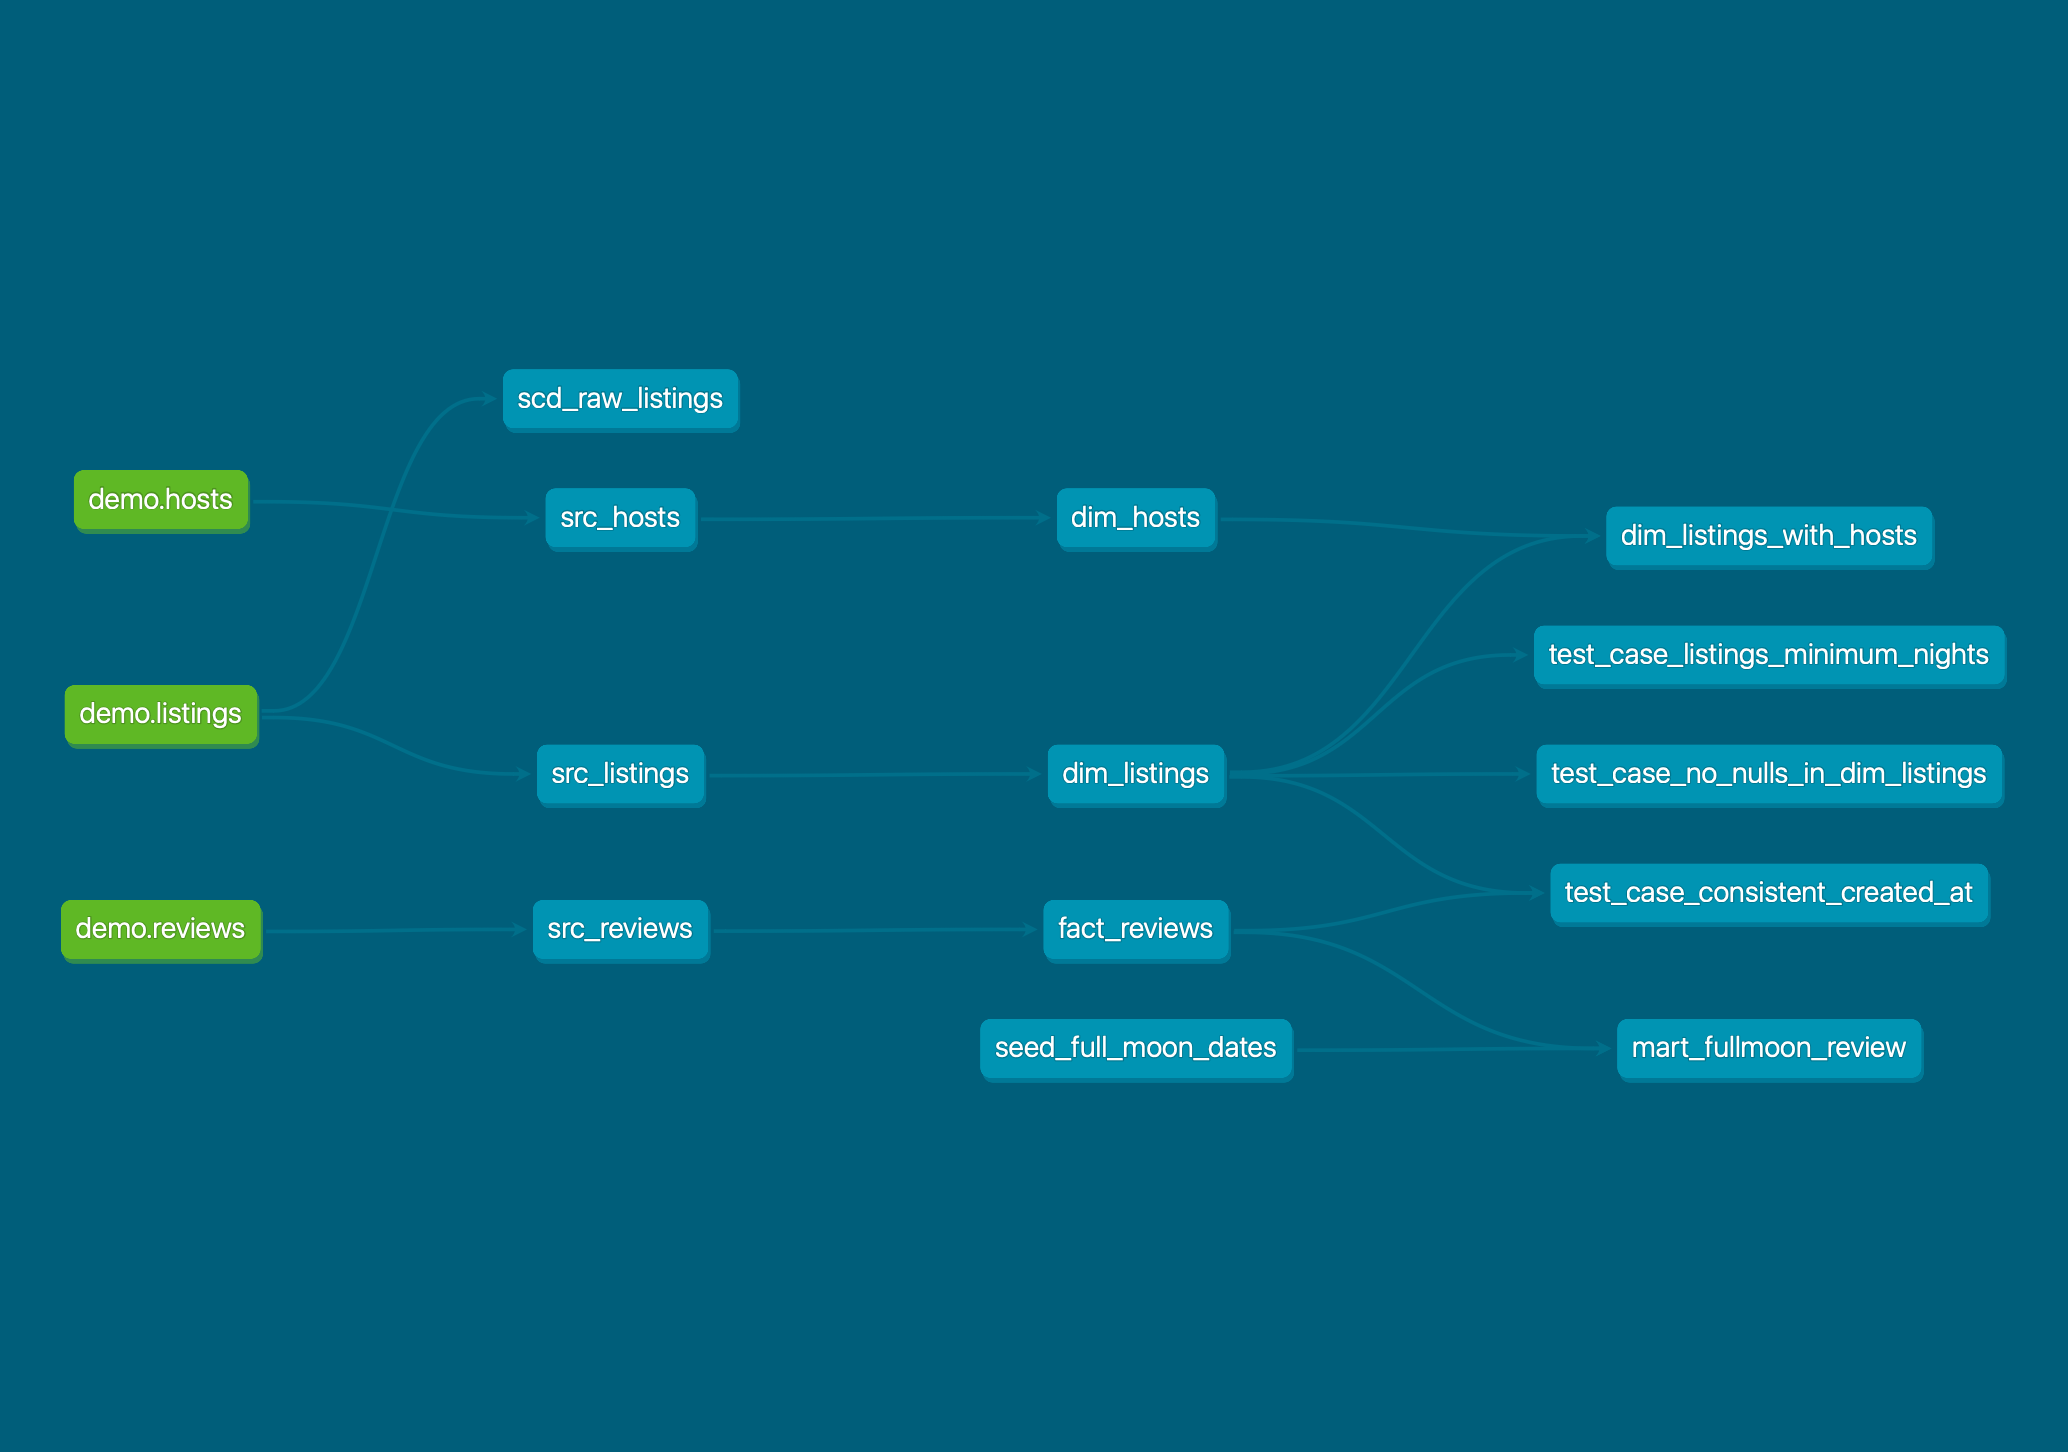 scd_raw_listings
demo.hosts
src_hosts
dim_hosts
dim_listings_with_hosts
test_case_listings_minimum_nights
demo.listings
src_listings
dim_listings
test_case_no_nulls_in_dim_listings
test_case_consistent_created_at
demo.reviews
src_reviews
fact_reviews
seed_full_moon_dates
mart_fullmoon_review